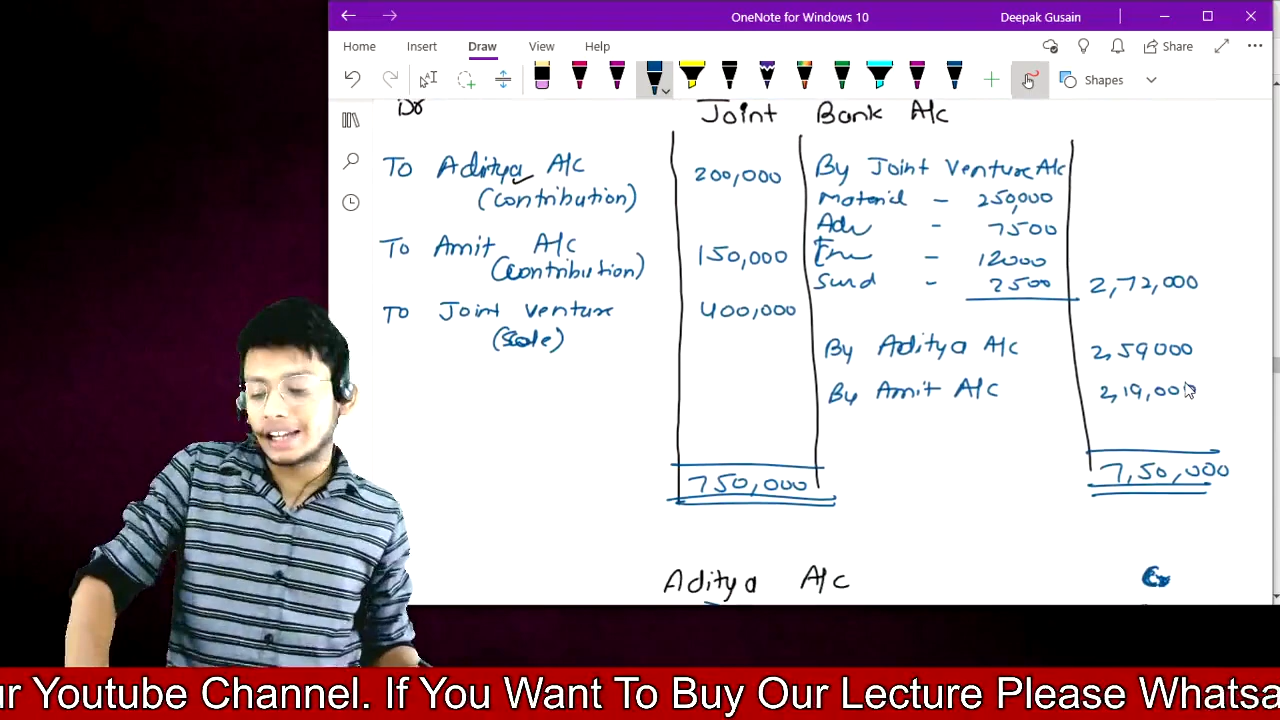 OneNote for Windows 10
Deepak Gusain
Home Insert Draw View Help
Share
Shapes
Dr
Joint Bank A/c
To Aditya A/c 200,000
(contribution)
To Amit A/c 150,000
(contribution)
To Joint venture 400,000
(Sale)
750,000
By Joint Venture A/c
Material - 250,000
Adv - 7500
- 12000
Sund - 2500 2,72,000
By Aditya A/c 2,59000
By Amit A/c 2,19,000
7,50,000
Aditya A/c
Cr
ur Youtube Channel. If You Want To Buy Our Lecture Please Whatsa